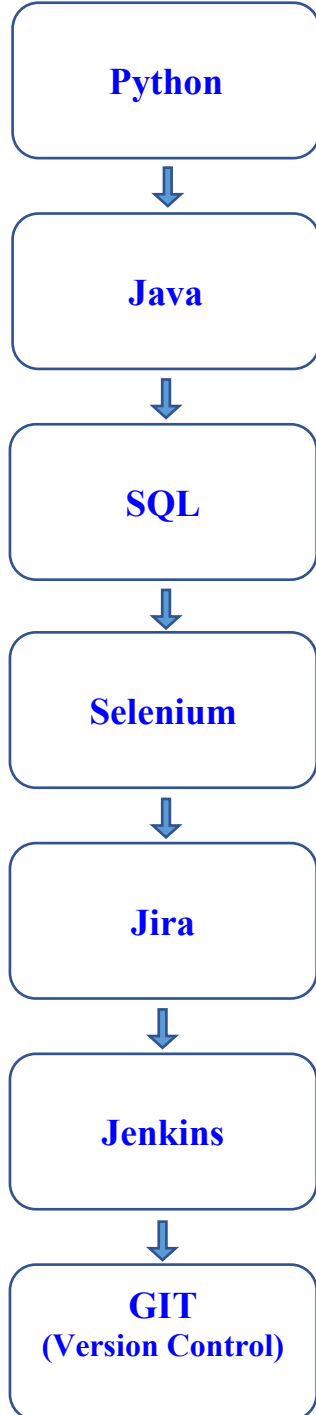 Python
Java
SQL
Selenium
Jira
Jenkins
GIT
(Version Control)